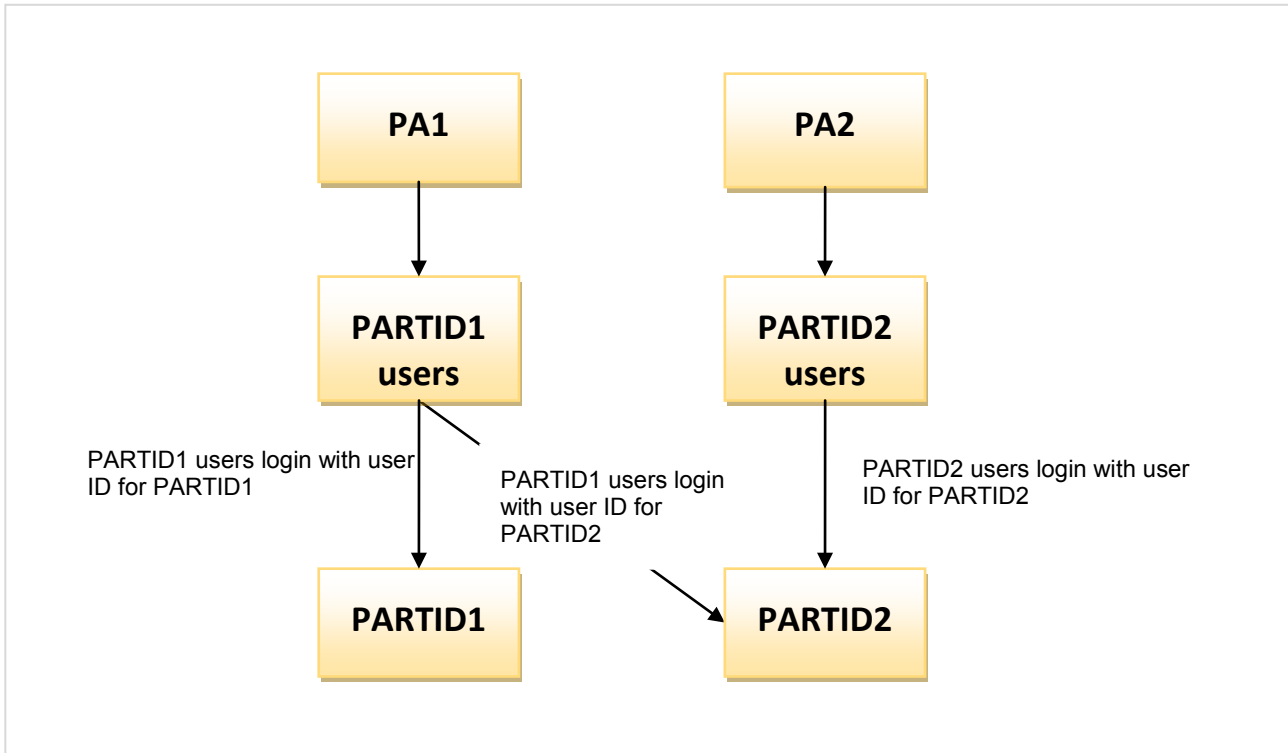 PA1
PA2
PARTID1
users
PARTID2
users
PARTID1 users login with user
ID for PARTID1
PARTID1 users login
with user ID for
PARTID2
PARTID2 users login with user
ID for PARTID2
PARTID1
PARTID2